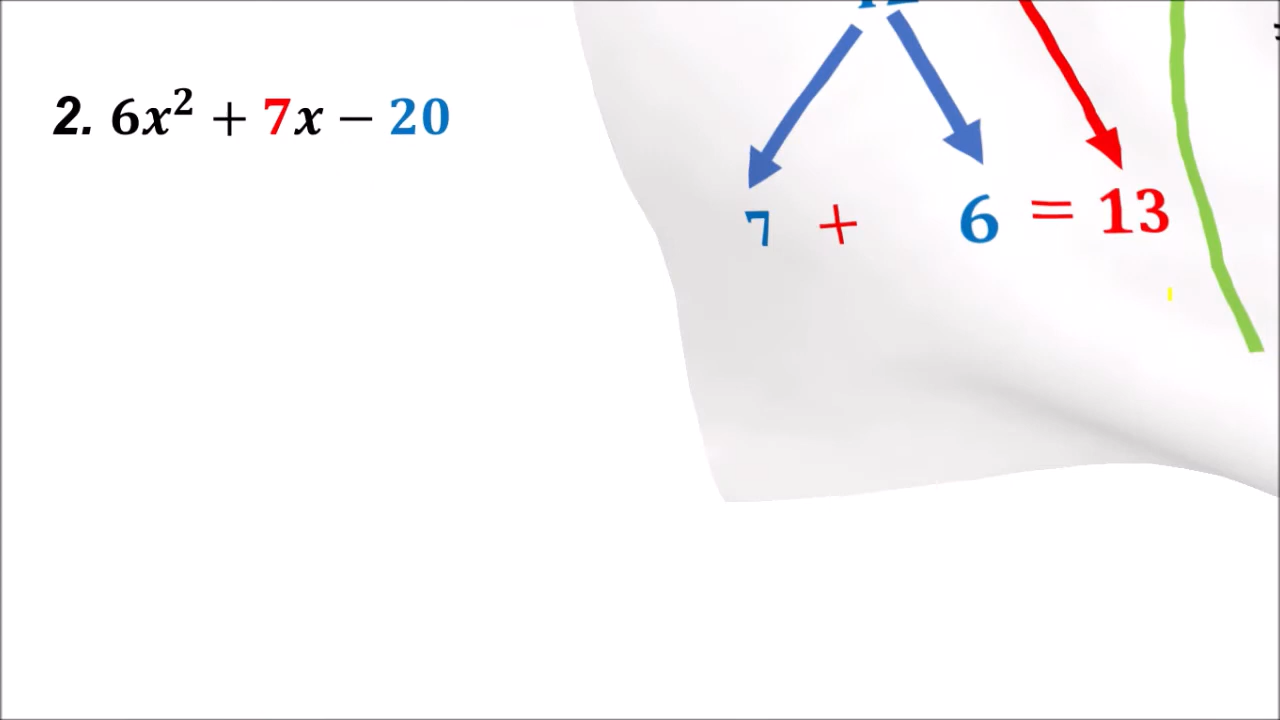 2. 6x² + 7x − 20
7 + 6 = 13